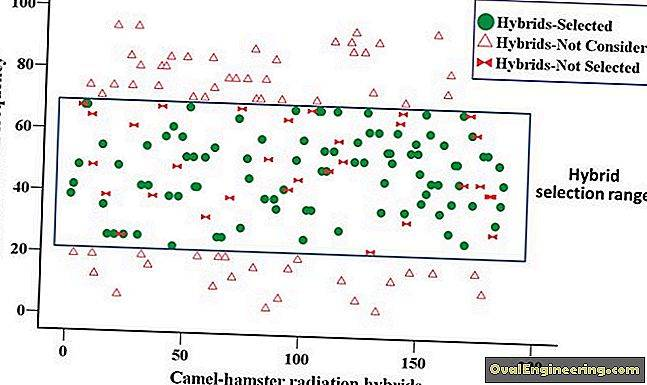 100
80
60
40
20
0
Hybrids-Selected
Hybrids-Not Consider
Hybrids-Not Selected
Hybrid
selection range
0 50 100 150
Camel-hamster radiation hybrids
OvalEngineering.com